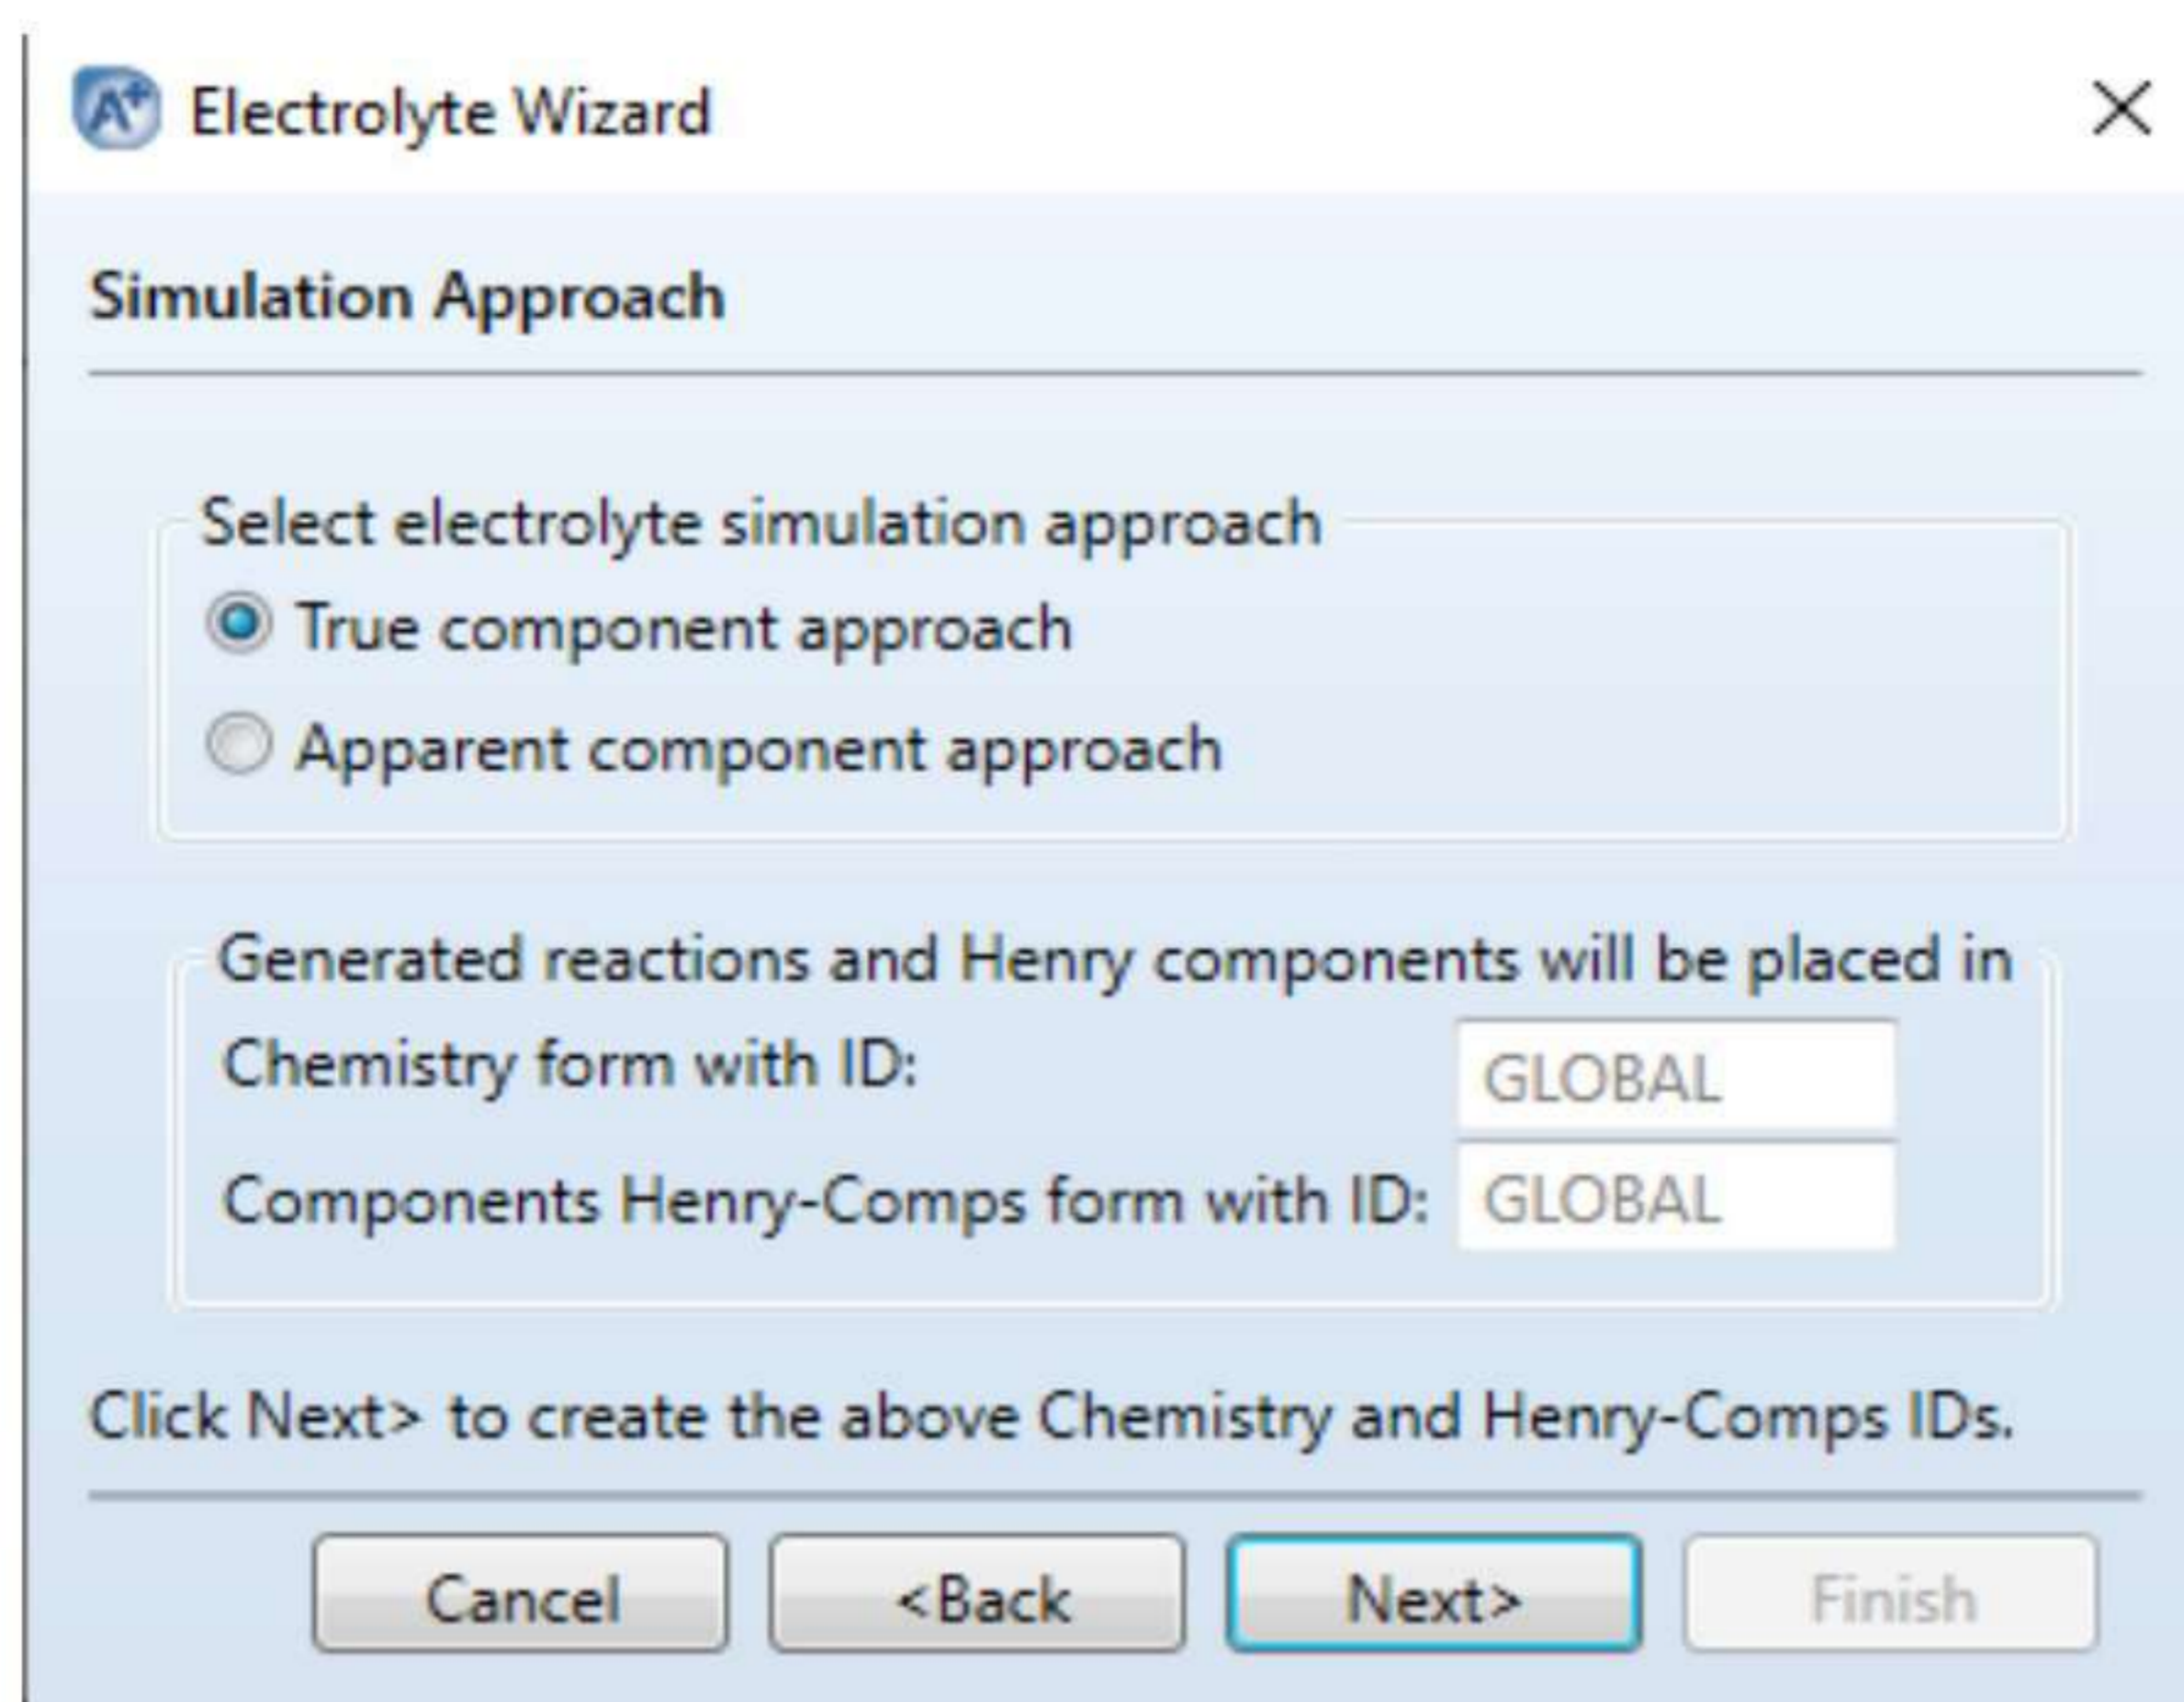 A+ Electrolyte Wizard
Simulation Approach
Select electrolyte simulation approach
True component approach
Apparent component approach
Generated reactions and Henry components will be placed in
Chemistry form with ID: GLOBAL
Components Henry-Comps form with ID: GLOBAL
Click Next> to create the above Chemistry and Henry-Comps IDs.
Cancel <Back Next> Finish